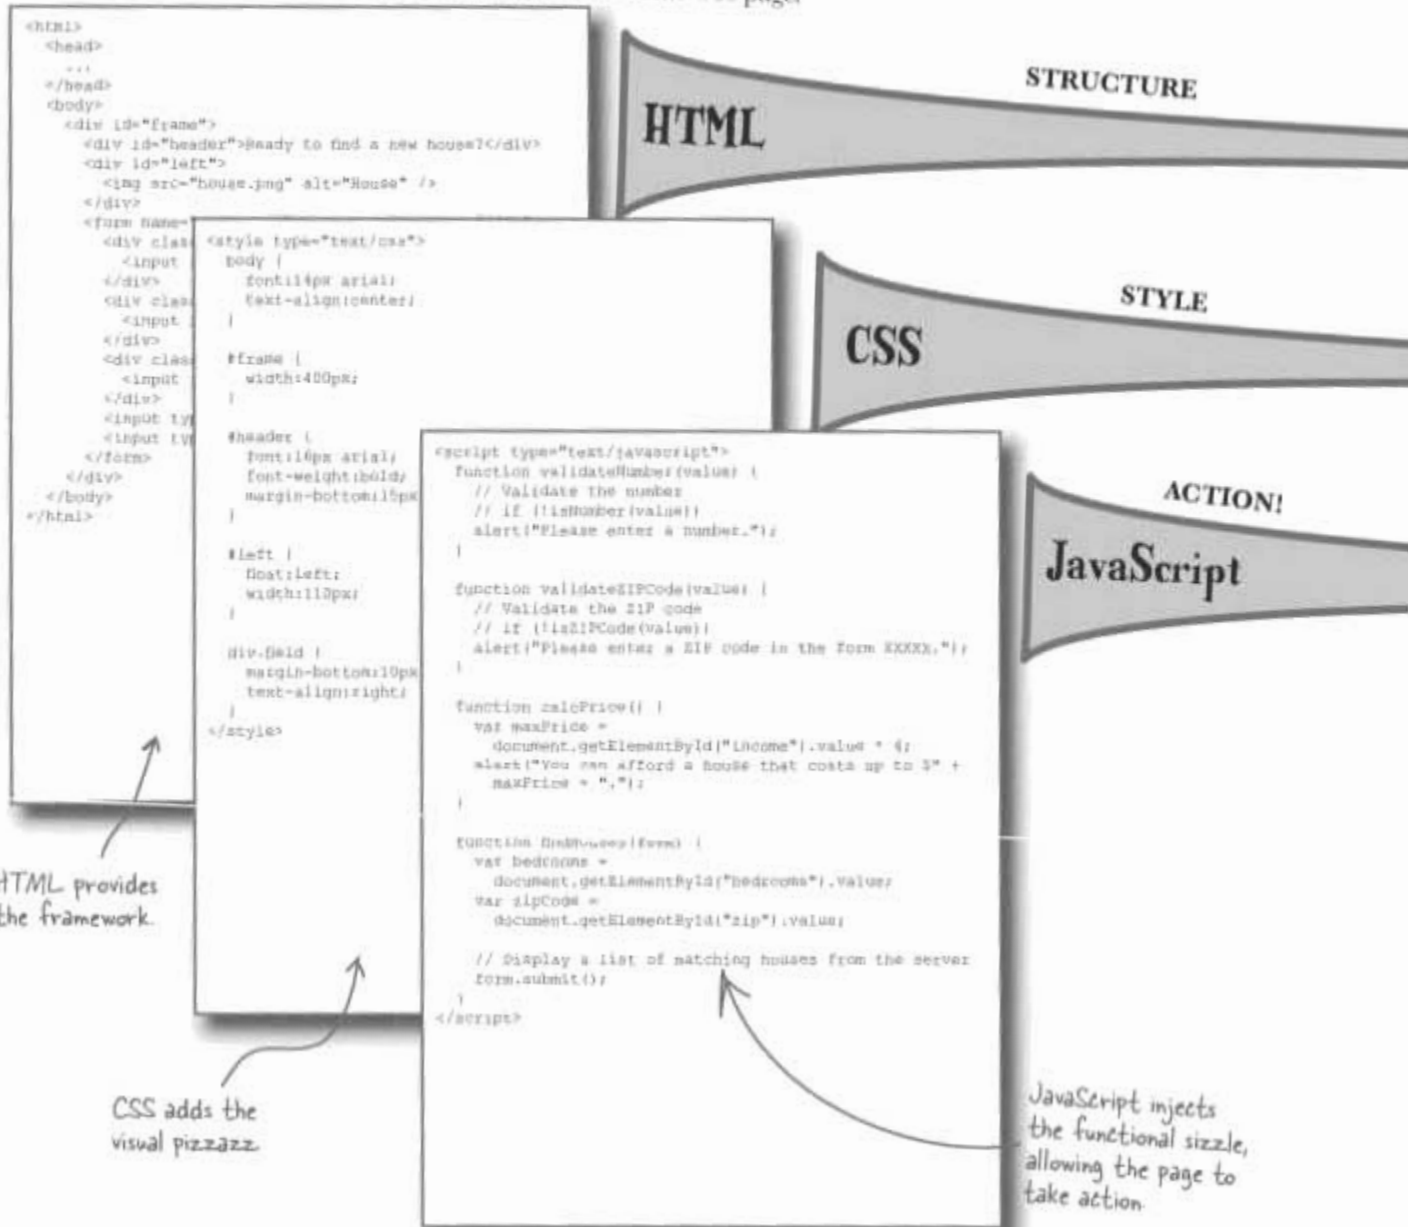 page.
<html>
<head>
...
</head>
<body>
<div id="frame">
<div id="header">Ready to find a new house?</div>
<div id="left">
<img src="house.png" alt="House" />
</div>
<form name="
<div clas
<input
</div>
<div clas
<input
</div>
<div clas
<input
</div>
<input typ
<input typ
</form>
</div>
</body>
</html>
<style type="text/css">
body {
font:14px arial;
text-align:center;
}
#frame {
width:400px;
}
#header {
font:16px arial;
font-weight:bold;
margin-bottom:15px
}
#left {
float:left;
width:110px;
}
div.field {
margin-bottom:10px
text-align:right;
}
</style>
<script type="text/javascript">
function validateNumber(value) {
// Validate the number
// if (!isNumber(value))
alert("Please enter a number.");
}
function validateZIPCode(value) {
// Validate the ZIP code
// if (!isZIPCode(value))
alert("Please enter a ZIP code in the form XXXXX.");
}
function calcPrice() {
var maxPrice =
document.getElementById("income").value * 4;
alert("You can afford a house that costs up to $" +
maxPrice + ".");
}
function findHouses(form) {
var bedrooms =
document.getElementById("bedrooms").value;
var zipCode =
document.getElementById("zip").value;
// Display a list of matching houses from the server
form.submit();
}
</script>
STRUCTURE
HTML
STYLE
CSS
ACTION!
JavaScript
HTML provides
the framework.
CSS adds the
visual pizzazz
JavaScript injects
the functional sizzle,
allowing the page to
take action